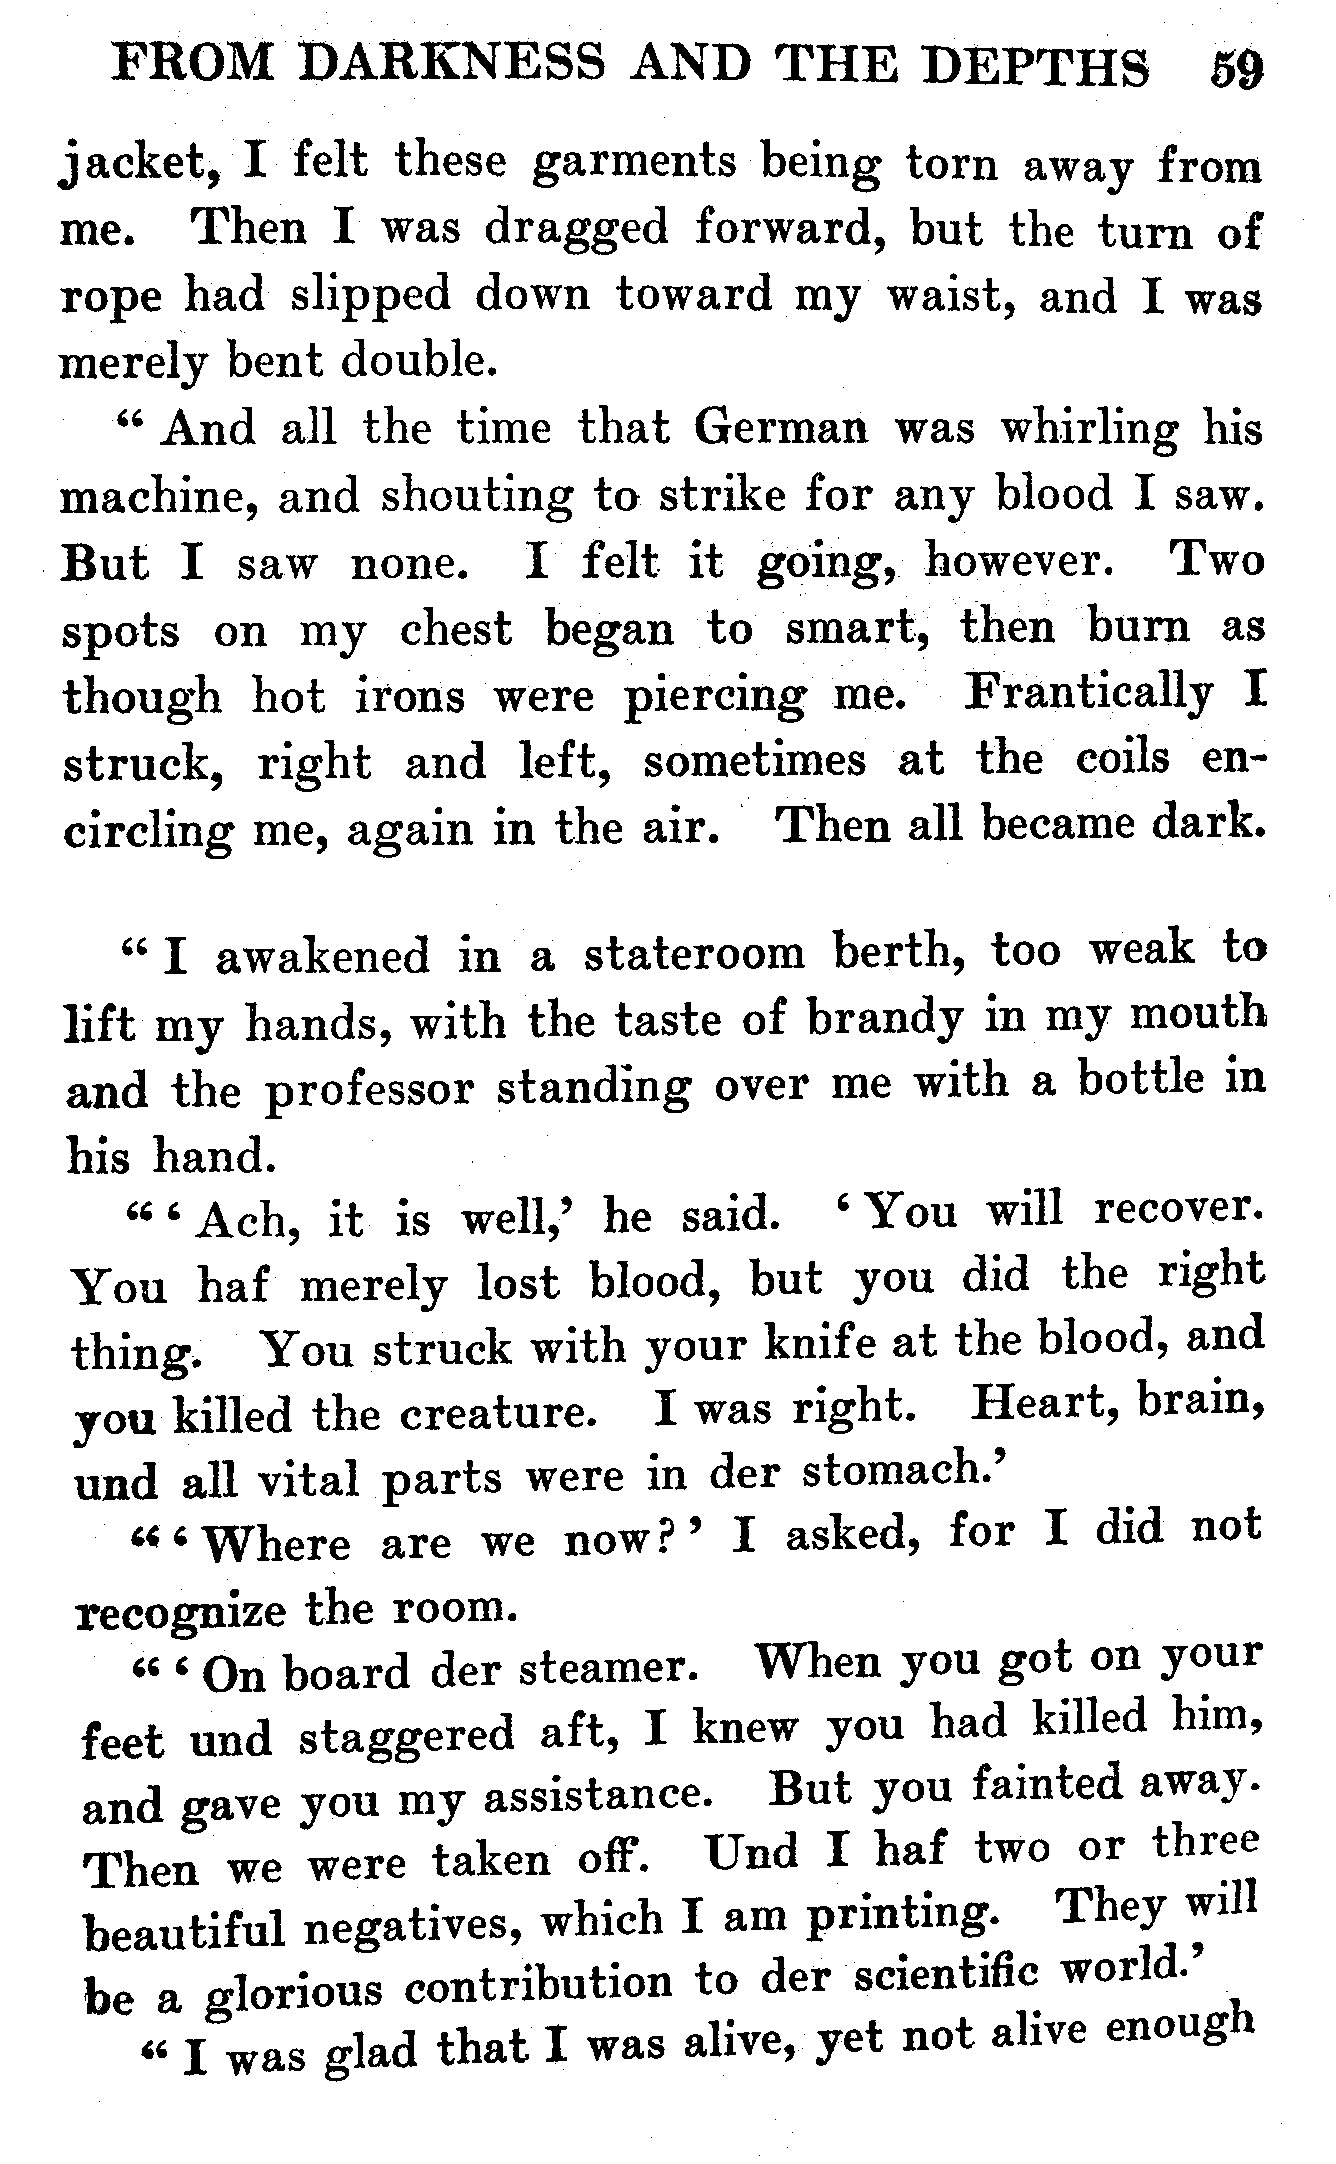 FROM DARKNESS AND THE DEPTHS 59
jacket, I felt these garments being torn away from
me. Then I was dragged forward, but the turn of
rope had slipped down toward my waist, and I was
merely bent double.
“ And all the time that German was whirling his
machine, and shouting to strike for any blood I saw.
But I saw none. I felt it going, however. Two
spots on my chest began to smart, then burn as
though hot irons were piercing me. Frantically I
struck, right and left, sometimes at the coils en-
circling me, again in the air. Then all became dark.
“ I awakened in a stateroom berth, too weak to
lift my hands, with the taste of brandy in my mouth
and the professor standing over me with a bottle in
his hand.
“ ‘ Ach, it is well,’ he said. ‘ You will recover.
You haf merely lost blood, but you did the right
thing. You struck with your knife at the blood, and
you killed the creature. I was right. Heart, brain,
und all vital parts were in der stomach.’
“ ‘ Where are we now? ’ I asked, for I did not
recognize the room.
“ ‘ On board der steamer. When you got on your
feet und staggered aft, I knew you had killed him,
and gave you my assistance. But you fainted away.
Then we were taken off. Und I haf two or three
beautiful negatives, which I am printing. They will
be a glorious contribution to der scientific world.’
“ I was glad that I was alive, yet not alive enough